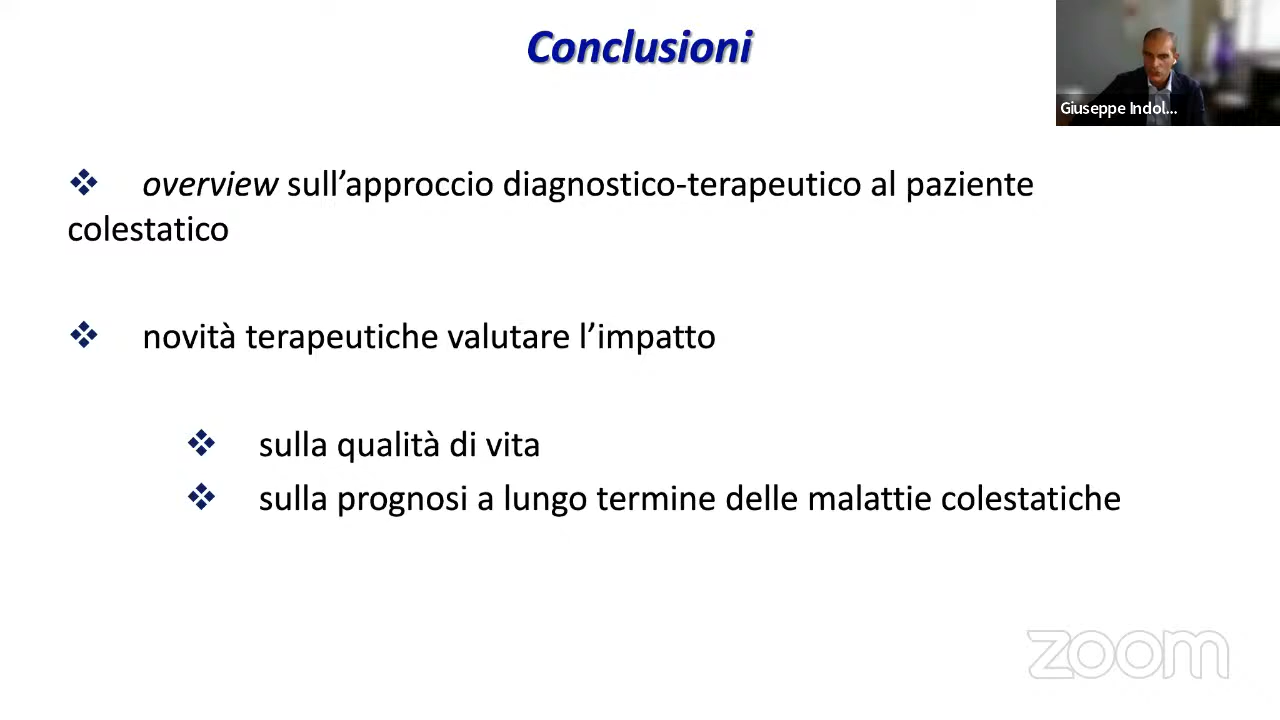 Conclusioni
Giuseppe Indol...
❖ overview sull’approccio diagnostico-terapeutico al paziente
colestatico
❖ novità terapeutiche valutare l’impatto
❖ sulla qualità di vita
❖ sulla prognosi a lungo termine delle malattie colestatiche
zoom